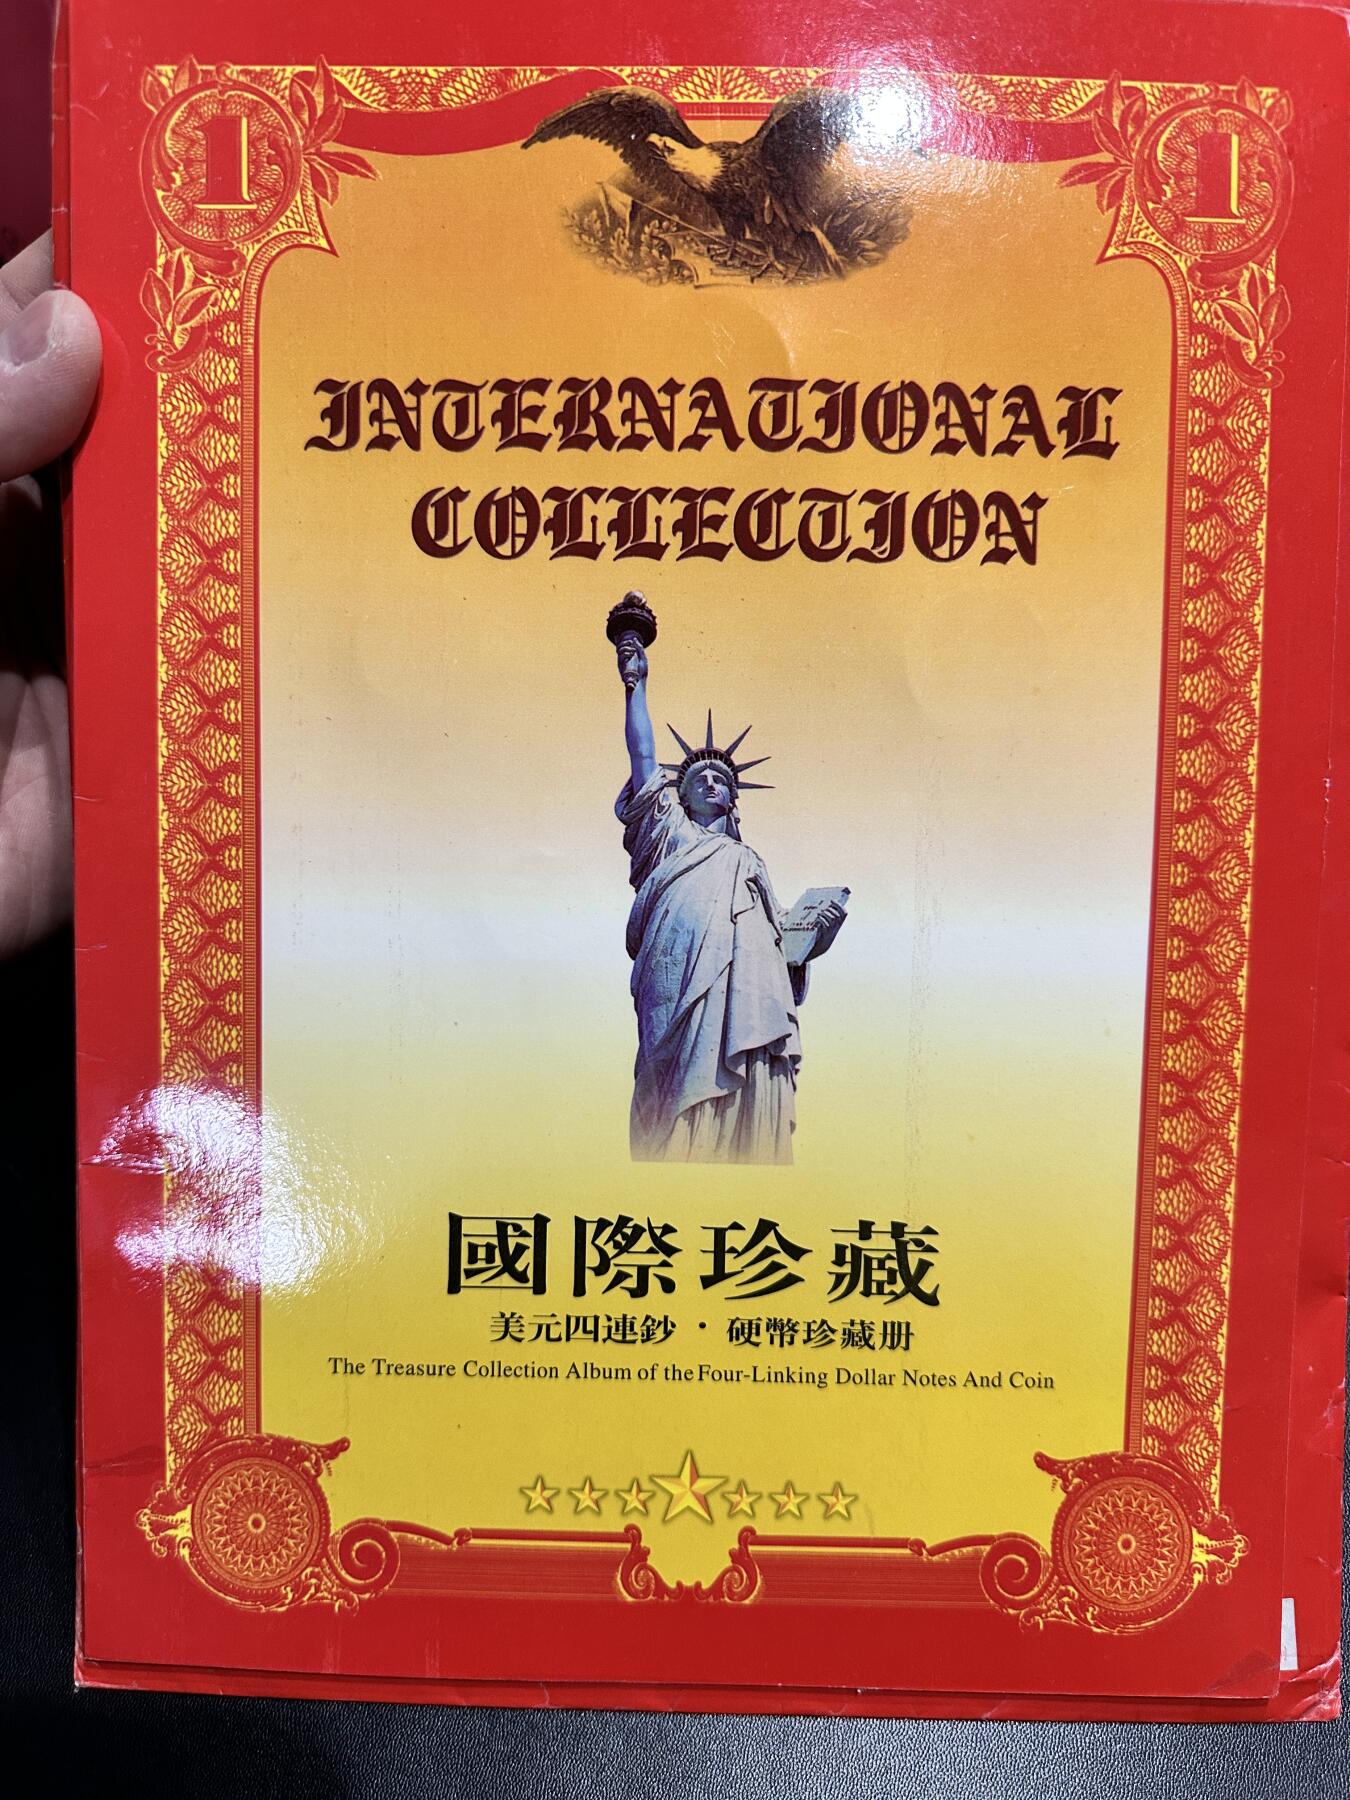 1 1
INTERNATIONAL
COLLECTION
國際珍藏
美元四連鈔·硬幣珍藏册
The Treasure Collection Album of the Four-Linking Dollar Notes And Coin